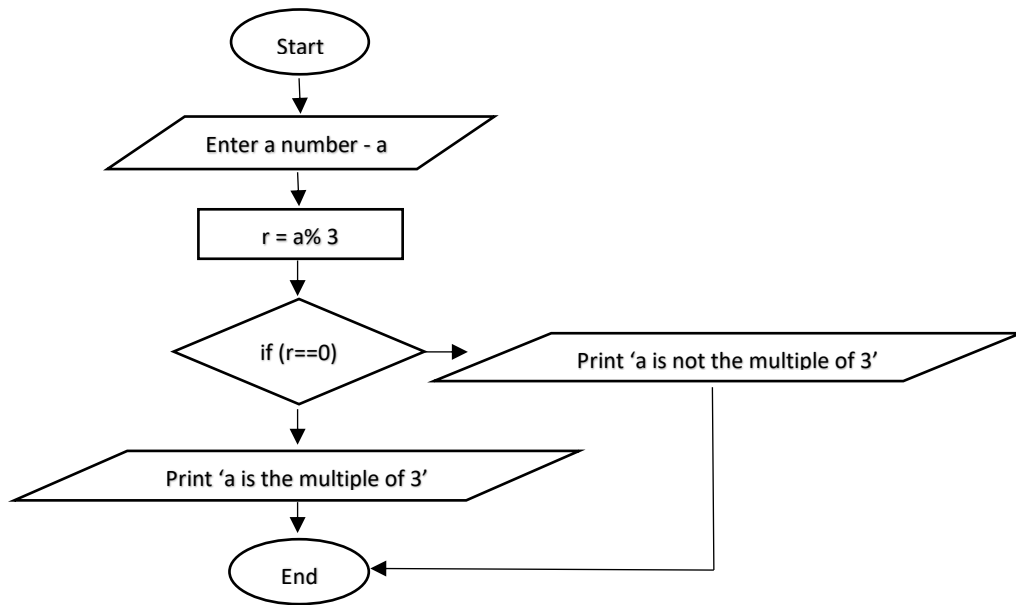 Start
Enter a number - a
r = a% 3
if (r==0)
Print ‘a is not the multiple of 3’
Print ‘a is the multiple of 3’
End